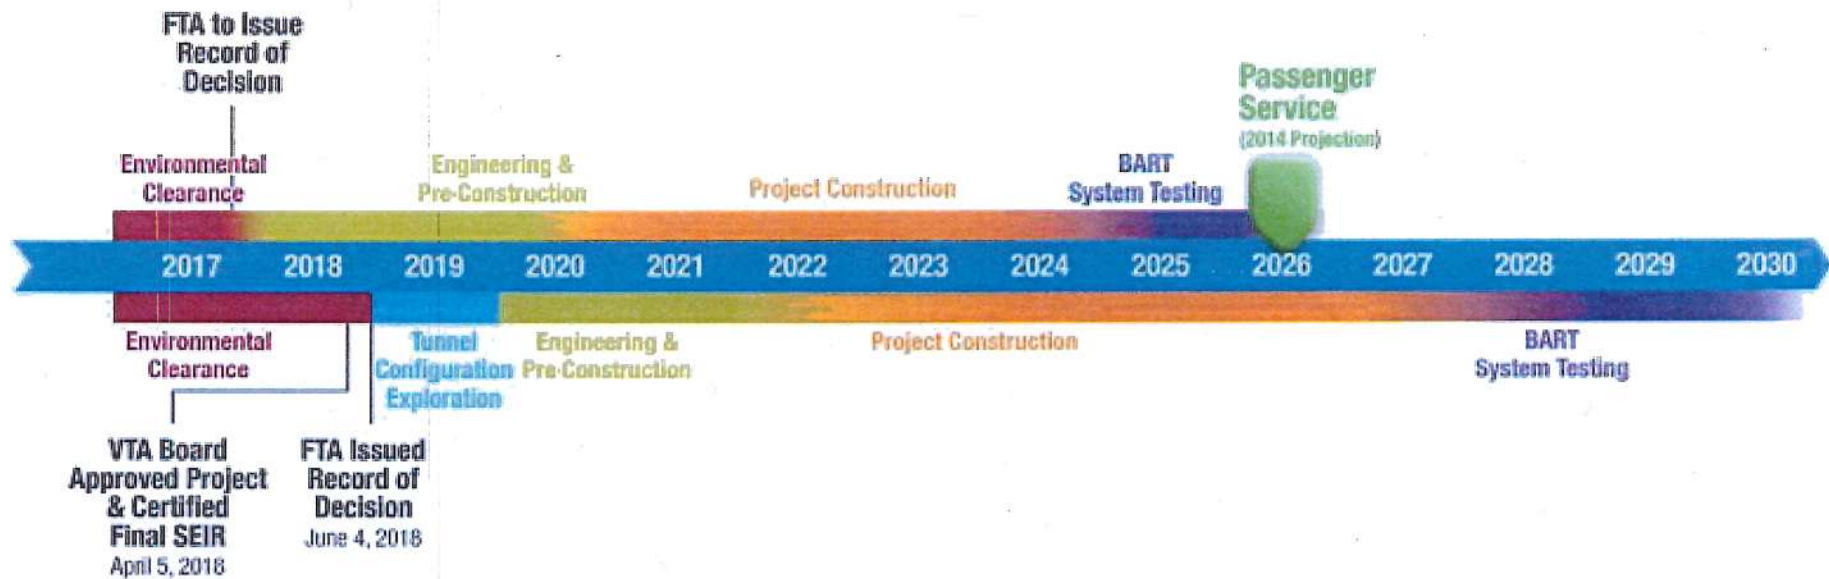 FTA to Issue
Record of
Decision
Passenger
Service
(2014 Projection)
Environmental
Clearance
Engineering &
Pre-Construction
Project Construction
BART
System Testing
2017 2018 2019 2020 2021 2022 2023 2024 2025 2026 2027 2028 2029 2030
Environmental
Clearance
Tunnel
Configuration
Exploration
Engineering &
Pre-Construction
Project Construction
BART
System Testing
VTA Board
Approved Project
& Certified
Final SEIR
April 5, 2018
FTA Issued
Record of
Decision
June 4, 2018